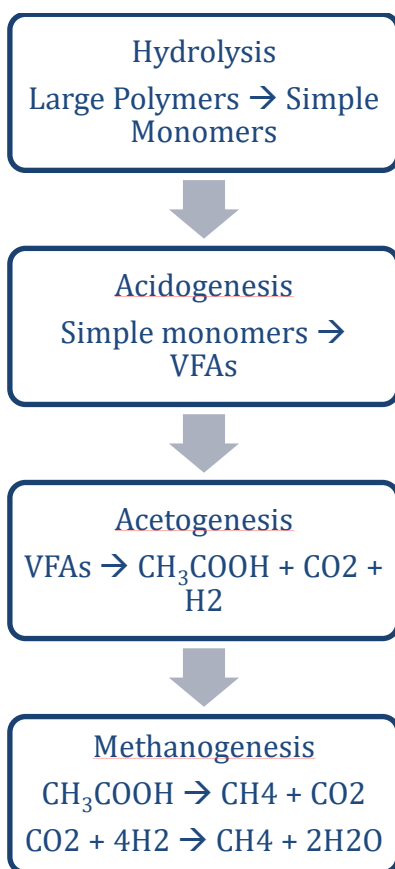 Hydrolysis
Large Polymers → Simple
Monomers
Acidogenesis
Simple monomers →
VFAs
Acetogenesis
VFAs → CH₃COOH + CO2 +
H2
Methanogenesis
CH₃COOH → CH4 + CO2
CO2 + 4H2 → CH4 + 2H2O